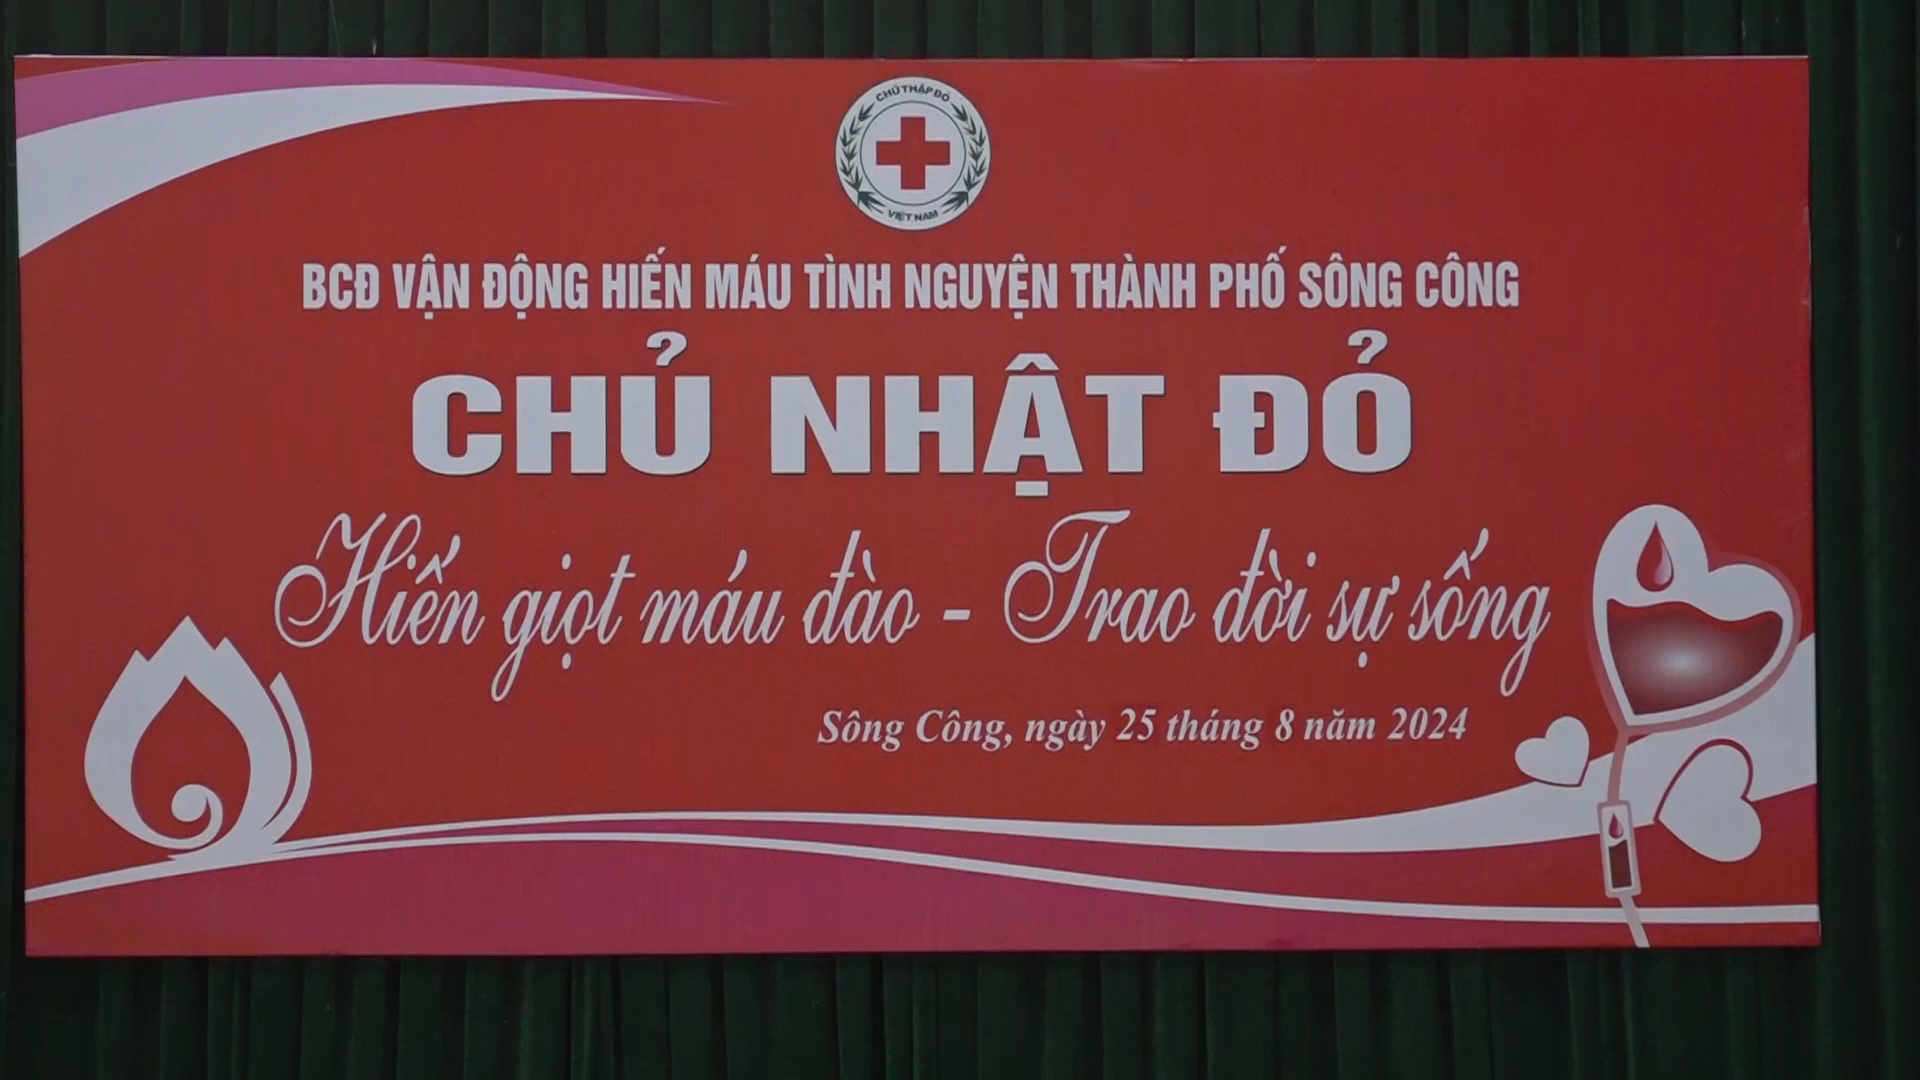 CHỮ THẬP ĐỎ
VIỆT NAM
BCĐ VẬN ĐỘNG HIẾN MÁU TÌNH NGUYỆN THÀNH PHỐ SÔNG CÔNG
CHỦ NHẬT ĐỎ
Hiến giọt máu đào - Trao đời sự sống
Sông Công, ngày 25 tháng 8 năm 2024